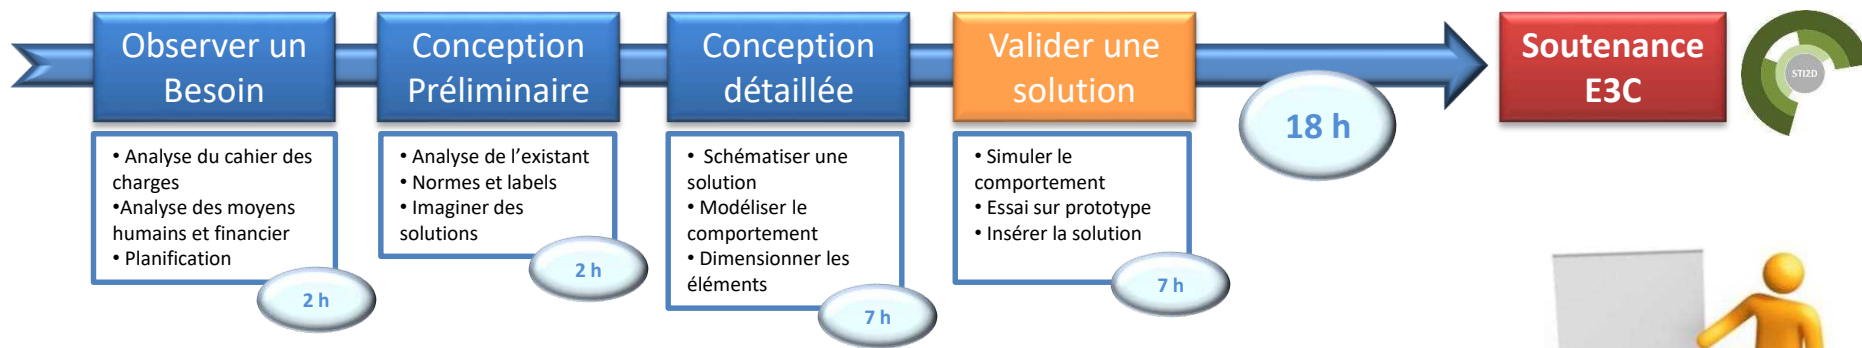 Observer un
Besoin
Conception
Préliminaire
Conception
détaillée
Valider une
solution
Soutenance
E3C
STI2D
18 h
• Analyse du cahier des
charges
•Analyse des moyens
humains et financier
• Planification
2 h
• Analyse de l’existant
• Normes et labels
• Imaginer des
solutions
2 h
• Schématiser une
solution
• Modéliser le
comportement
• Dimensionner les
éléments
7 h
• Simuler le
comportement
• Essai sur prototype
• Insérer la solution
7 h